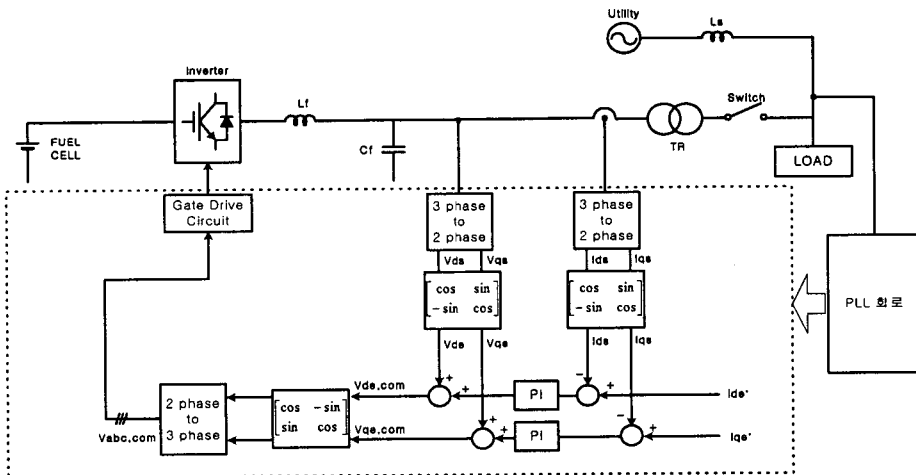 Utility
Ls
Inverter
Lf
Switch
FUEL
CELL
Cf
TR
LOAD
Gate Drive
Circuit
3 phase
to
2 phase
3 phase
to
2 phase
Vds
Vqs
Ids
Iqs
cos sin
-sin cos
cos sin
-sin cos
PLL 회로
Vde
Vqe
Ide
Iqe
Vde,com
+
+
PI
-
+
Ide*
2 phase
to
3 phase
cos -sin
sin cos
Vabc,com
Vqe,com
+
+
PI
-
+
Iqe*